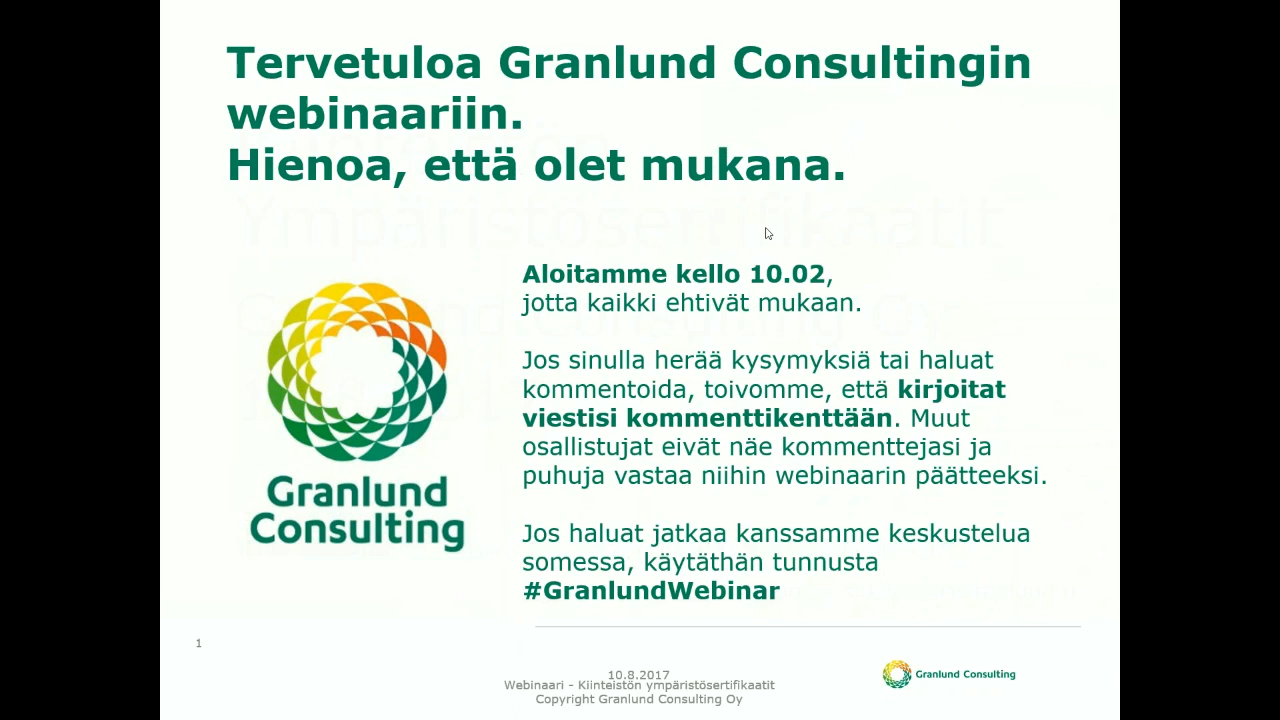 Tervetuloa Granlund Consultingin
webinaariin.
Hienoa, että olet mukana.
Ympäristösertifikaatit
Aloitamme kello 10.02,
jotta kaikki ehtivät mukaan.
Jos sinulla herää kysymyksiä tai haluat
kommentoida, toivomme, että kirjoitat
viestisi kommenttikenttään. Muut
osallistujat eivät näe kommenttejasi ja
puhuja vastaa niihin webinaarin päätteeksi.
Jos haluat jatkaa kanssamme keskustelua
somessa, käytäthän tunnusta
#GranlundWebinar
Granlund
Consulting
1
10.8.2017
Webinaari - Kiinteistön ympäristösertifikaatit
Copyright Granlund Consulting Oy
Granlund Consulting